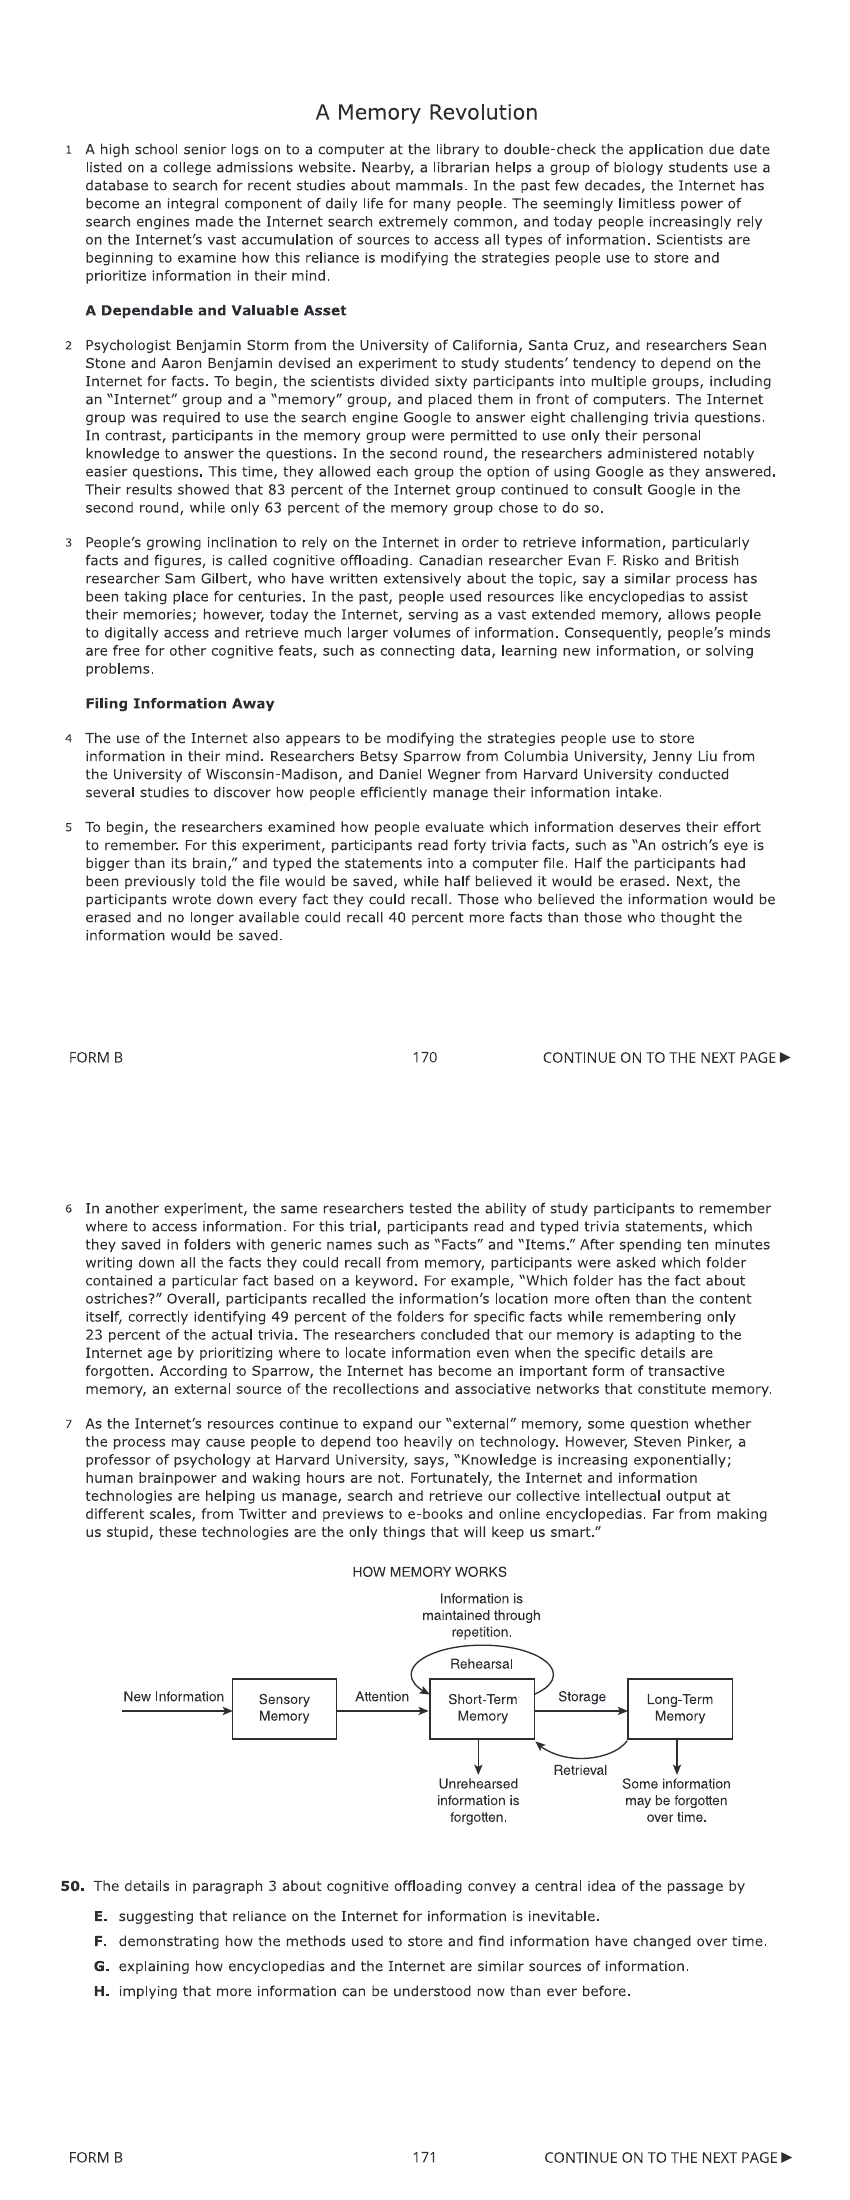 A Memory Revolution
1 A high school senior logs on to a computer at the library to double-check the application due date
listed on a college admissions website. Nearby, a librarian helps a group of biology students use a
database to search for recent studies about mammals. In the past few decades, the Internet has
become an integral component of daily life for many people. The seemingly limitless power of
search engines made the Internet search extremely common, and today people increasingly rely
on the Internet’s vast accumulation of sources to access all types of information. Scientists are
beginning to examine how this reliance is modifying the strategies people use to store and
prioritize information in their mind.
A Dependable and Valuable Asset
2 Psychologist Benjamin Storm from the University of California, Santa Cruz, and researchers Sean
Stone and Aaron Benjamin devised an experiment to study students’ tendency to depend on the
Internet for facts. To begin, the scientists divided sixty participants into multiple groups, including
an “Internet” group and a “memory” group, and placed them in front of computers. The Internet
group was required to use the search engine Google to answer eight challenging trivia questions.
In contrast, participants in the memory group were permitted to use only their personal
knowledge to answer the questions. In the second round, the researchers administered notably
easier questions. This time, they allowed each group the option of using Google as they answered.
Their results showed that 83 percent of the Internet group continued to consult Google in the
second round, while only 63 percent of the memory group chose to do so.
3 People’s growing inclination to rely on the Internet in order to retrieve information, particularly
facts and figures, is called cognitive offloading. Canadian researcher Evan F. Risko and British
researcher Sam Gilbert, who have written extensively about the topic, say a similar process has
been taking place for centuries. In the past, people used resources like encyclopedias to assist
their memories; however, today the Internet, serving as a vast extended memory, allows people
to digitally access and retrieve much larger volumes of information. Consequently, people’s minds
are free for other cognitive feats, such as connecting data, learning new information, or solving
problems.
Filing Information Away
4 The use of the Internet also appears to be modifying the strategies people use to store
information in their mind. Researchers Betsy Sparrow from Columbia University, Jenny Liu from
the University of Wisconsin-Madison, and Daniel Wegner from Harvard University conducted
several studies to discover how people efficiently manage their information intake.
5 To begin, the researchers examined how people evaluate which information deserves their effort
to remember. For this experiment, participants read forty trivia facts, such as “An ostrich’s eye is
bigger than its brain,” and typed the statements into a computer file. Half the participants had
been previously told the file would be saved, while half believed it would be erased. Next, the
participants wrote down every fact they could recall. Those who believed the information would be
erased and no longer available could recall 40 percent more facts than those who thought the
information would be saved.
FORM B 170 CONTINUE ON TO THE NEXT PAGE ▶
6 In another experiment, the same researchers tested the ability of study participants to remember
where to access information. For this trial, participants read and typed trivia statements, which
they saved in folders with generic names such as “Facts” and “Items.” After spending ten minutes
writing down all the facts they could recall from memory, participants were asked which folder
contained a particular fact based on a keyword. For example, “Which folder has the fact about
ostriches?” Overall, participants recalled the information’s location more often than the content
itself, correctly identifying 49 percent of the folders for specific facts while remembering only
23 percent of the actual trivia. The researchers concluded that our memory is adapting to the
Internet age by prioritizing where to locate information even when the specific details are
forgotten. According to Sparrow, the Internet has become an important form of transactive
memory, an external source of the recollections and associative networks that constitute memory.
7 As the Internet’s resources continue to expand our “external” memory, some question whether
the process may cause people to depend too heavily on technology. However, Steven Pinker, a
professor of psychology at Harvard University, says, “Knowledge is increasing exponentially;
human brainpower and waking hours are not. Fortunately, the Internet and information
technologies are helping us manage, search and retrieve our collective intellectual output at
different scales, from Twitter and previews to e-books and online encyclopedias. Far from making
us stupid, these technologies are the only things that will keep us smart.”
HOW MEMORY WORKS
Information is
maintained through
repetition.
Rehearsal
New Information
Sensory
Memory
Attention
Short-Term
Memory
Storage
Long-Term
Memory
Retrieval
Unrehearsed
information is
forgotten.
Some information
may be forgotten
over time.
50. The details in paragraph 3 about cognitive offloading convey a central idea of the passage by
E. suggesting that reliance on the Internet for information is inevitable.
F. demonstrating how the methods used to store and find information have changed over time.
G. explaining how encyclopedias and the Internet are similar sources of information.
H. implying that more information can be understood now than ever before.
FORM B 171 CONTINUE ON TO THE NEXT PAGE ▶